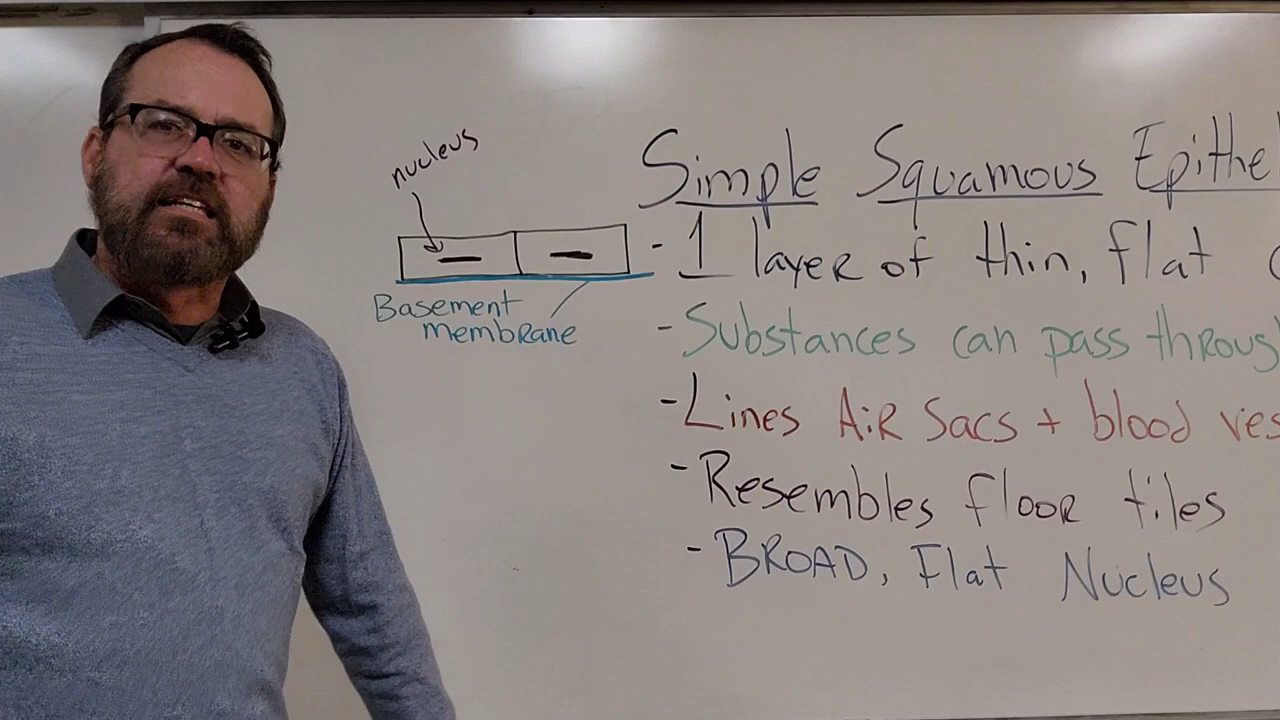 nucleus
Basement
membrane
Simple Squamous Epithe
- 1 layer of thin, flat
- Substances can pass throug
- Lines Air Sacs + blood ves
- Resembles floor tiles
- BROAD, Flat Nucleus